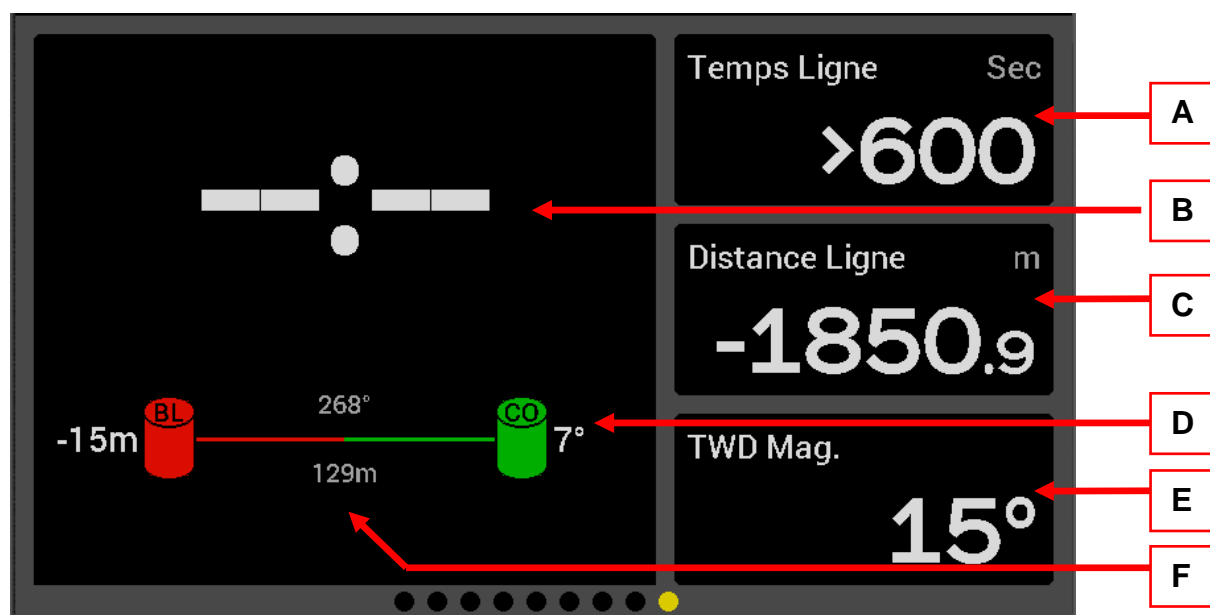 Temps Ligne Sec
>600
A
B
Distance Ligne m
-1850.9
C
BL
268°
CO
-15m
7°
129m
D
TWD Mag.
15°
E
F